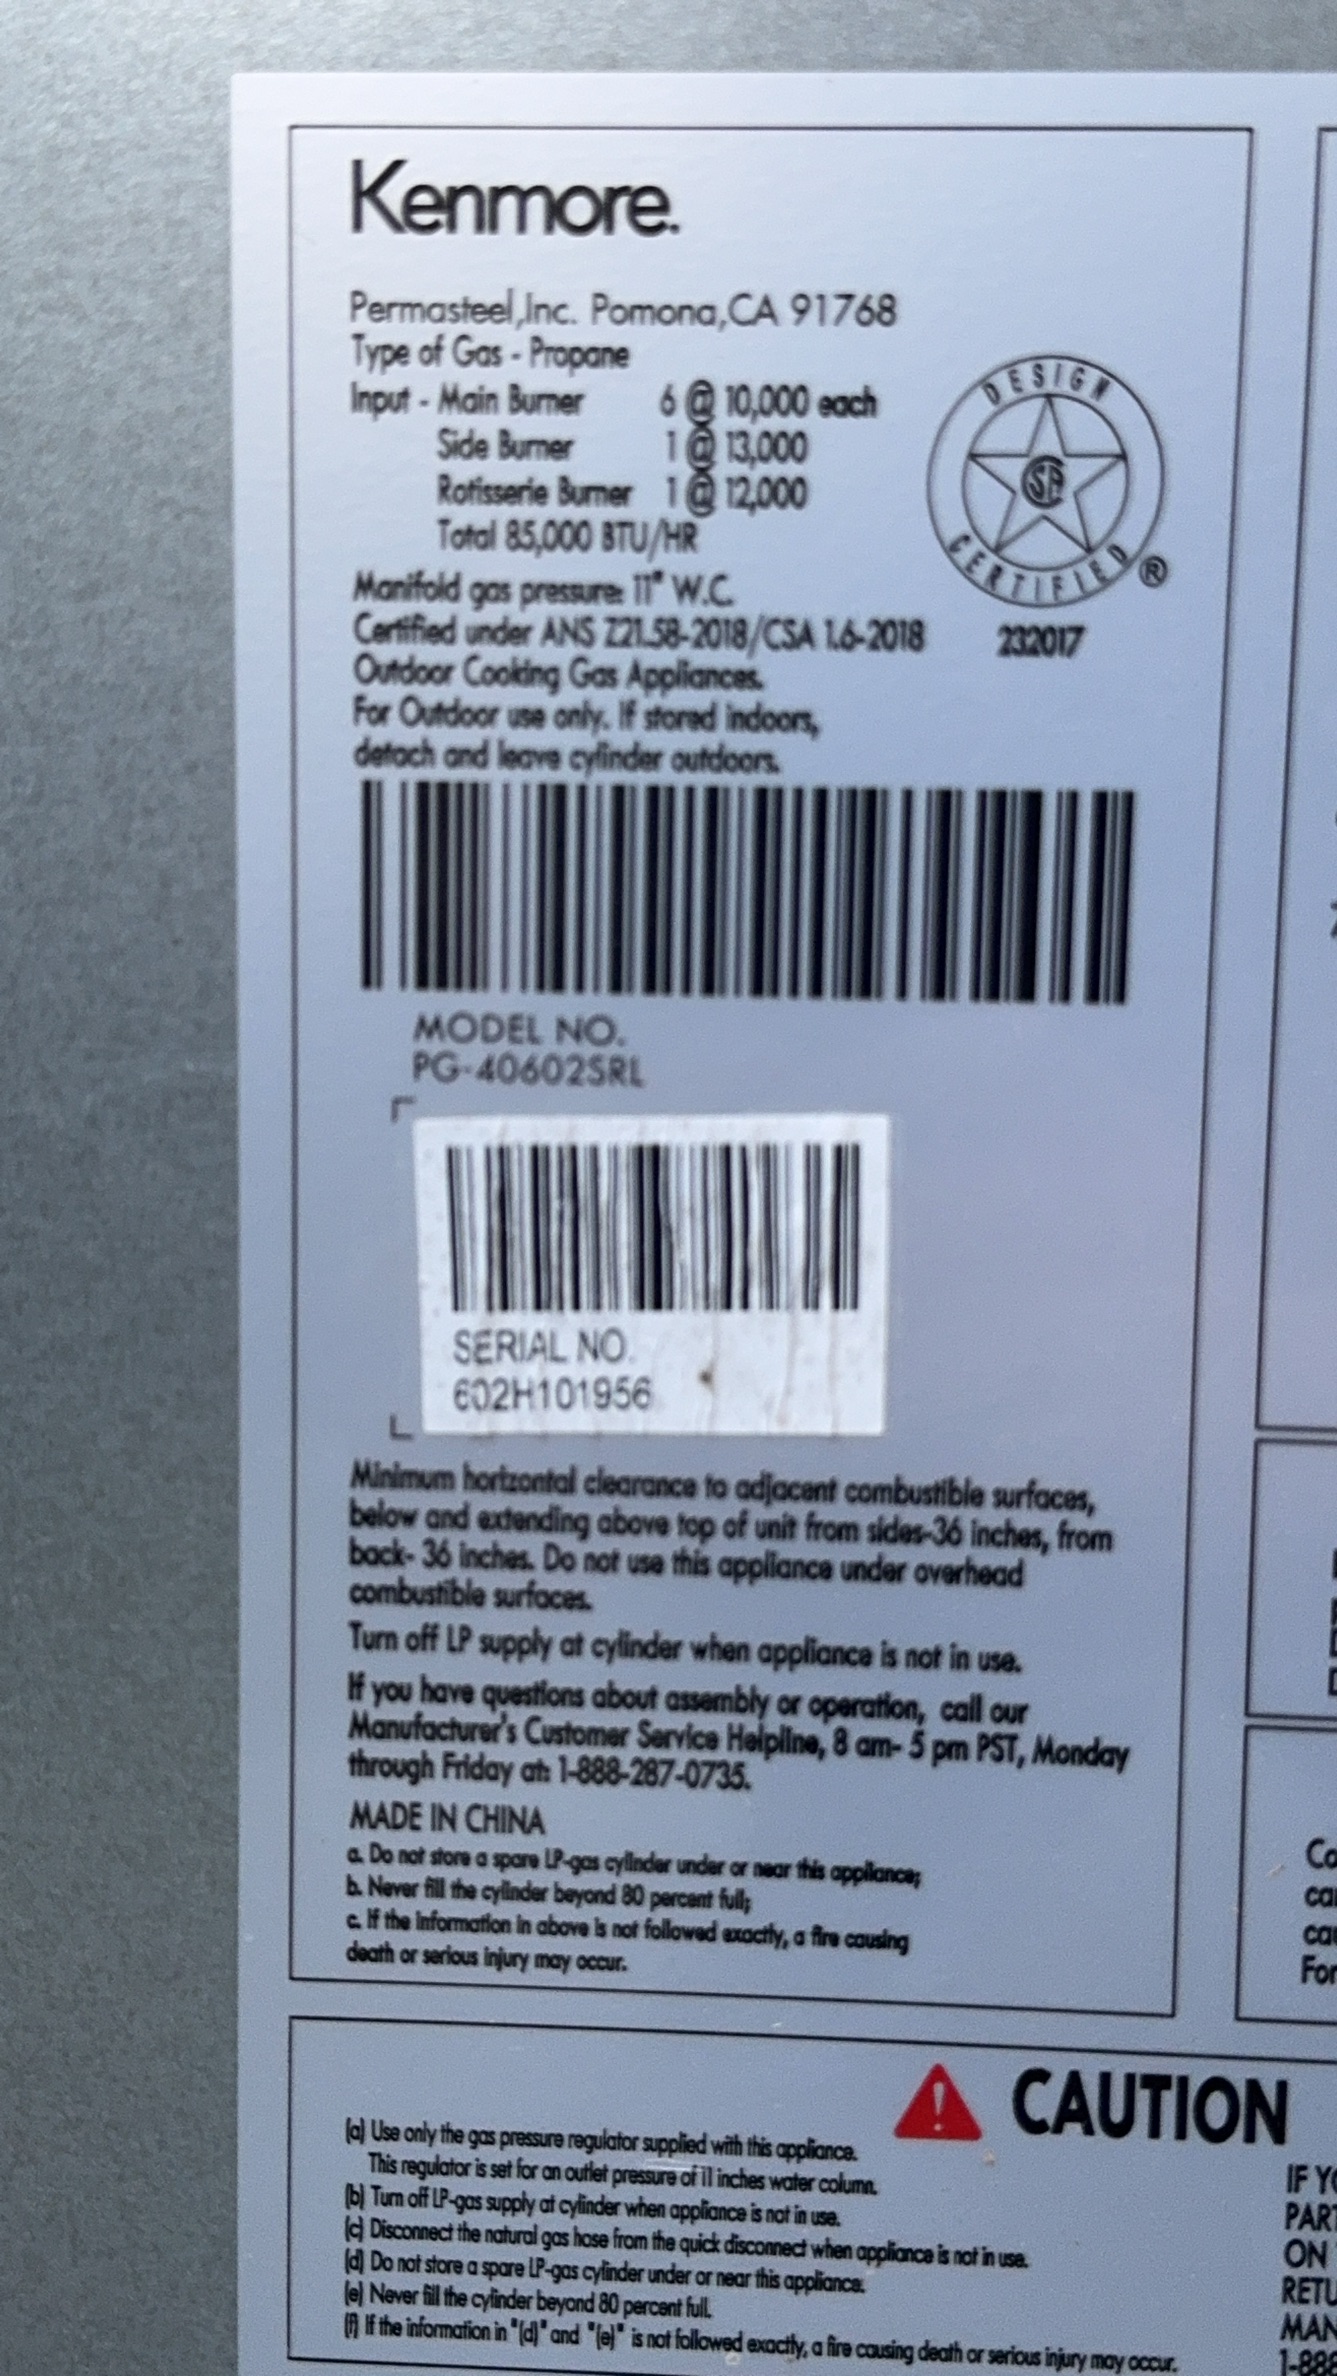 Kenmore.
Permasteel,Inc. Pomona,CA 91768
Type of Gas - Propane
Input - Main Burner 6 @ 10,000 each
Side Burner 1 @ 13,000
Rotisserie Burner 1 @ 12,000
Total 85,000 BTU/HR
DESIGN
SA
CERTIFIED ®
Manifold gas pressure: 11" W.C.
Certified under ANS Z21.58-2018/CSA 1.6-2018 232017
Outdoor Cooking Gas Appliances.
For Outdoor use only. If stored indoors,
detach and leave cylinder outdoors.
MODEL NO.
PG-40602SRL
SERIAL NO.
602H101956
Minimum horizontal clearance to adjacent combustible surfaces,
below and extending above top of unit from sides-36 inches, from
back- 36 inches. Do not use this appliance under overhead
combustible surfaces.
Turn off LP supply at cylinder when appliance is not in use.
If you have questions about assembly or operation, call our
Manufacturer's Customer Service Helpline, 8 am- 5 pm PST, Monday
through Friday at: 1-888-287-0735.
MADE IN CHINA
a. Do not store a spare LP-gas cylinder under or near this appliance;
b. Never fill the cylinder beyond 80 percent full;
c. If the information in above is not followed exactly, a fire causing
death or serious injury may occur.
CAUTION
(a) Use only the gas pressure regulator supplied with this appliance.
This regulator is set for an outlet pressure of 11 inches water column.
(b) Turn off LP-gas supply at cylinder when appliance is not in use.
(c) Disconnect the natural gas hose from the quick disconnect when appliance is not in use.
(d) Do not store a spare LP-gas cylinder under or near this appliance.
(e) Never fill the cylinder beyond 80 percent full.
(f) If the information in "(d)" and "(e)" is not followed exactly, a fire causing death or serious injury may occur.
IF
ON
For